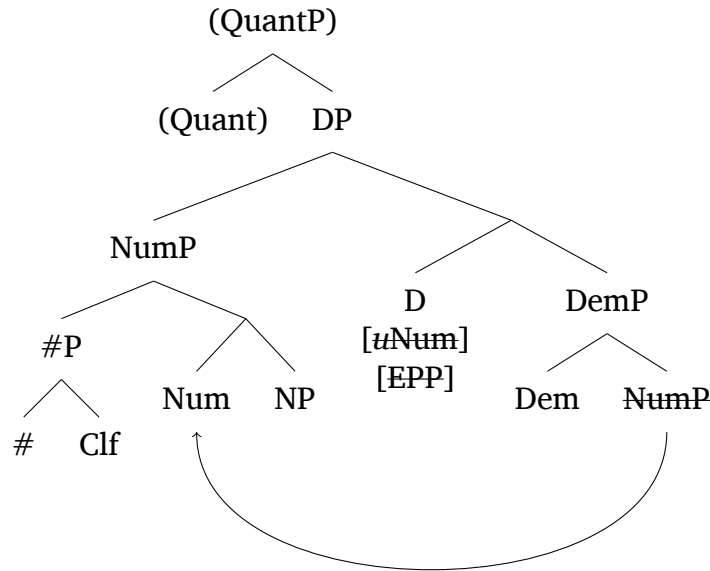 (QuantP)
(Quant) DP
NumP
D DemP
#P [uNum]
[EPP]
Num NP Dem NumP
# Clf